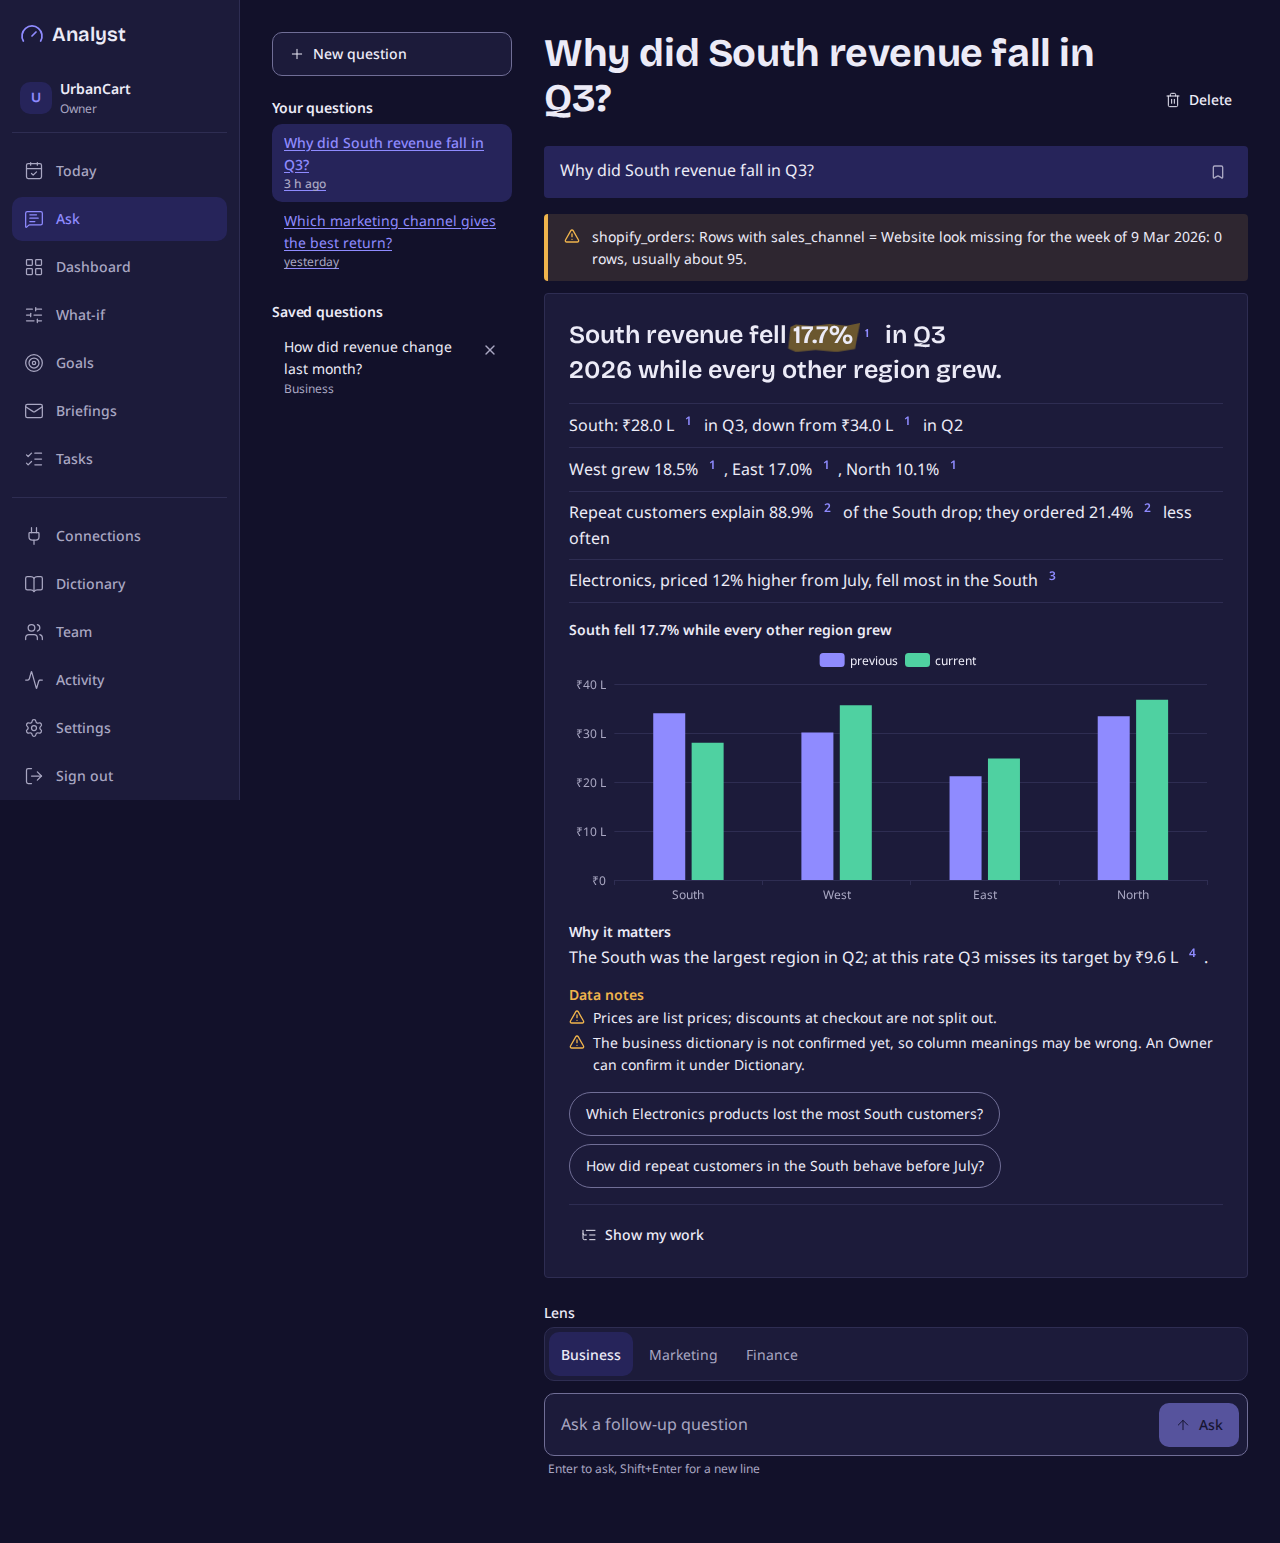 Analyst
U
UrbanCart
Owner
Today
Ask
Dashboard
What-if
Goals
Briefings
Tasks
Connections
Dictionary
Team
Activity
Settings
Sign out
New question
Your questions
Why did South revenue fall in
Q3?
3 h ago
Which marketing channel gives
the best return?
yesterday
Saved questions
How did revenue change
last month?
Business
Why did South revenue fall in
Q3?
Delete
Why did South revenue fall in Q3?
shopify_orders: Rows with sales_channel = Website look missing for the week of 9 Mar 2026: 0
rows, usually about 95.
South revenue fell 17.7% 1 in Q3
2026 while every other region grew.
South: ₹28.0 L 1 in Q3, down from ₹34.0 L 1 in Q2
West grew 18.5% 1 , East 17.0% 1 , North 10.1% 1
Repeat customers explain 88.9% 2 of the South drop; they ordered 21.4% 2 less
often
Electronics, priced 12% higher from July, fell most in the South 3
South fell 17.7% while every other region grew
previous current
₹40 L
₹30 L
₹20 L
₹10 L
₹0
South West East North
Why it matters
The South was the largest region in Q2; at this rate Q3 misses its target by ₹9.6 L 4 .
Data notes
Prices are list prices; discounts at checkout are not split out.
The business dictionary is not confirmed yet, so column meanings may be wrong. An Owner
can confirm it under Dictionary.
Which Electronics products lost the most South customers?
How did repeat customers in the South behave before July?
Show my work
Lens
Business Marketing Finance
Ask a follow-up question
Ask
Enter to ask, Shift+Enter for a new line